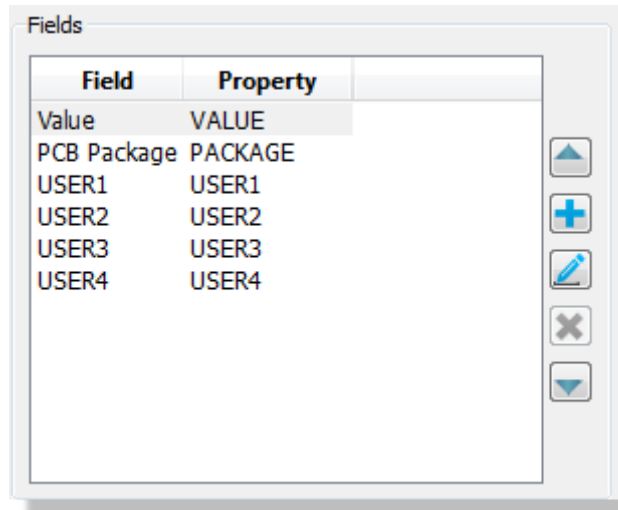 Fields
Field Property
Value VALUE
PCB Package PACKAGE
USER1 USER1
USER2 USER2
USER3 USER3
USER4 USER4